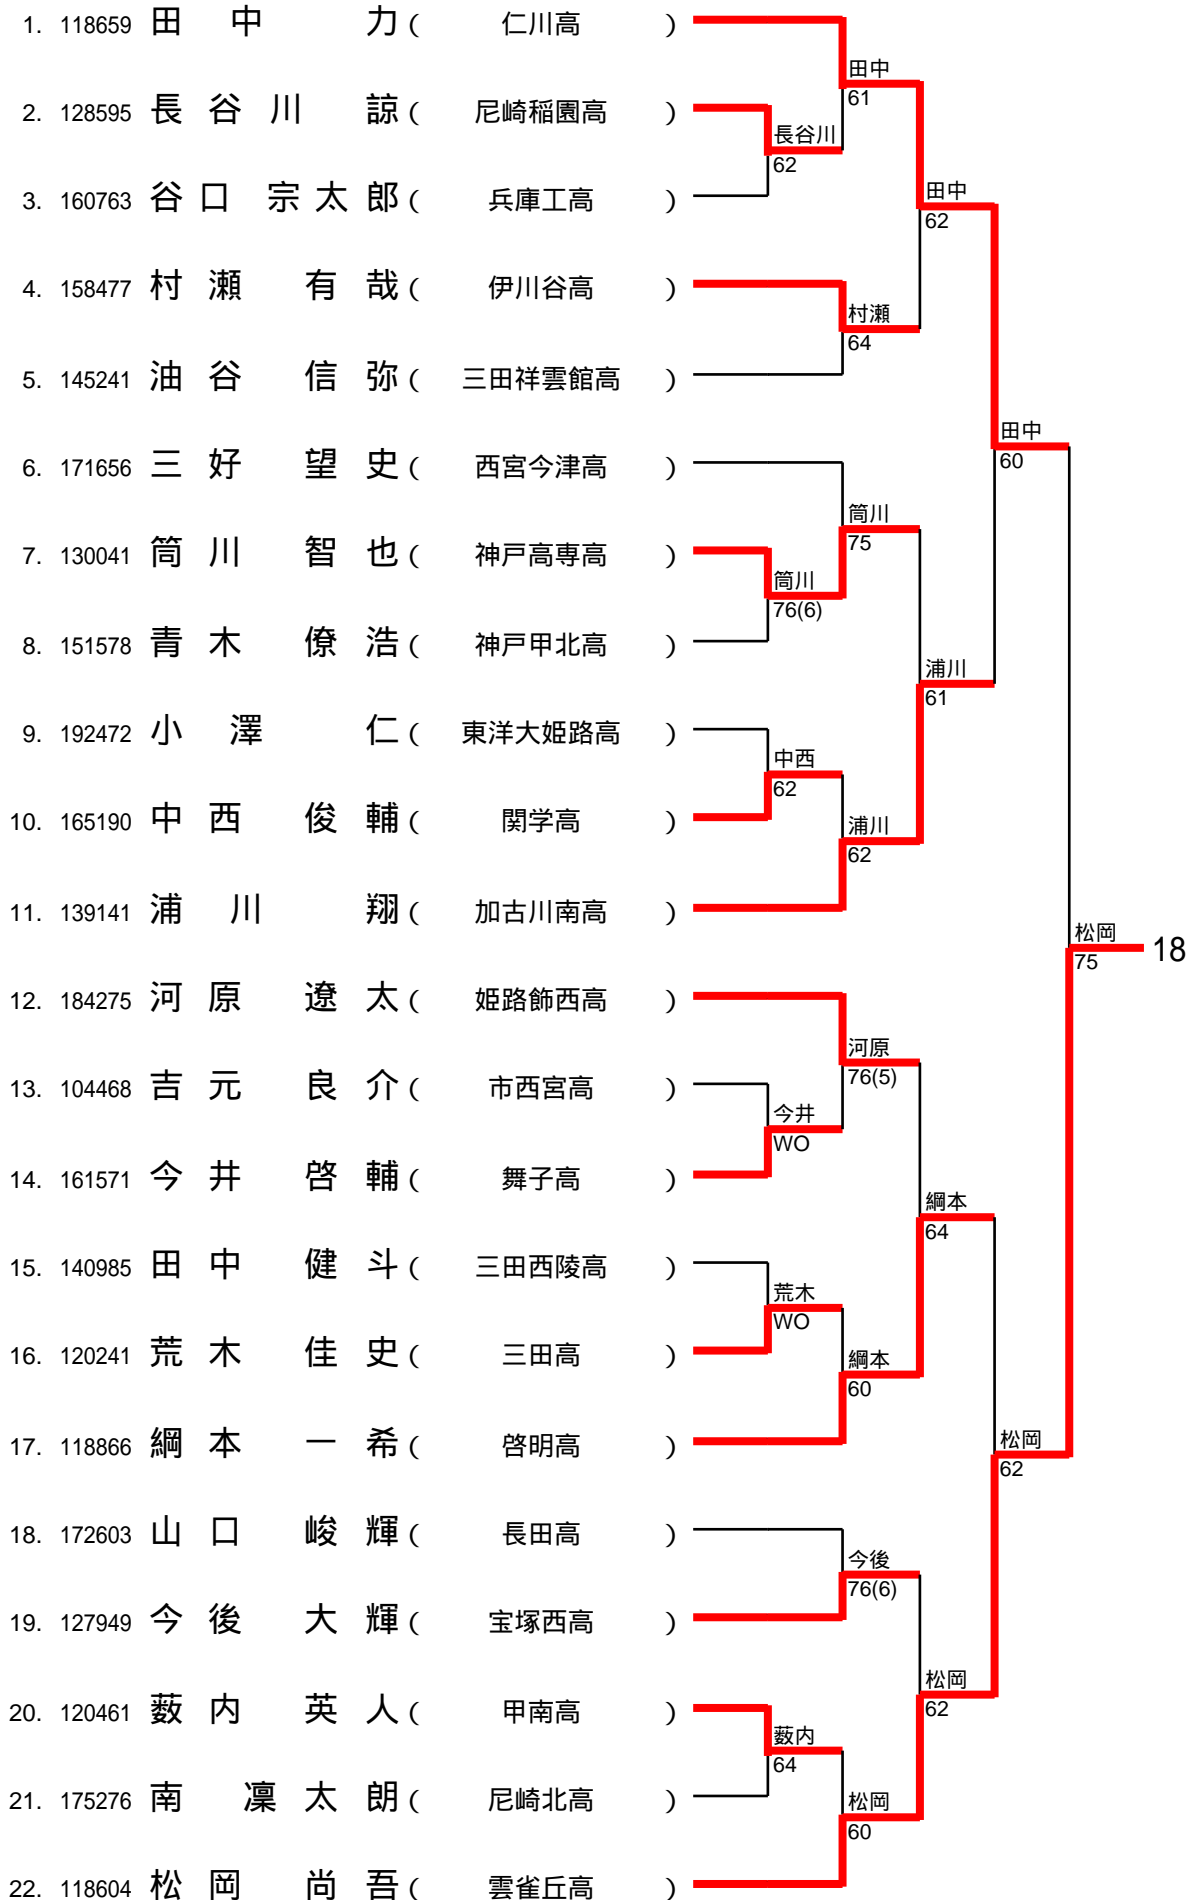 1. 118659 田中 力 ( 仁川高 )
田中
61
2. 128595 長谷川 諒 ( 尼崎稲園高 )
長谷川
62
3. 160763 谷口 宗太郎 ( 兵庫工高 )
田中
62
4. 158477 村瀬 有哉 ( 伊川谷高 )
村瀬
64
5. 145241 油谷 信弥 ( 三田祥雲館高 )
田中
60
6. 171656 三好 望史 ( 西宮今津高 )
筒川
75
7. 130041 筒川 智也 ( 神戸高専高 )
筒川
76(6)
8. 151578 青木 僚浩 ( 神戸甲北高 )
浦川
61
9. 192472 小澤 仁 ( 東洋大姫路高 )
中西
62
10. 165190 中西 俊輔 ( 関学高 )
浦川
62
11. 139141 浦川 翔 ( 加古川南高 )
松岡
75
18
12. 184275 河原 遼太 ( 姫路飾西高 )
河原
76(5)
13. 104468 吉元 良介 ( 市西宮高 )
今井
WO
14. 161571 今井 啓輔 ( 舞子高 )
綱本
64
15. 140985 田中 健斗 ( 三田西陵高 )
荒木
WO
16. 120241 荒木 佳史 ( 三田高 )
綱本
60
17. 118866 綱本 一希 ( 啓明高 )
松岡
62
18. 172603 山口 峻輝 ( 長田高 )
今後
76(6)
19. 127949 今後 大輝 ( 宝塚西高 )
松岡
62
20. 120461 薮内 英人 ( 甲南高 )
薮内
64
21. 175276 南 凜太朗 ( 尼崎北高 )
松岡
60
22. 118604 松岡 尚吾 ( 雲雀丘高 )